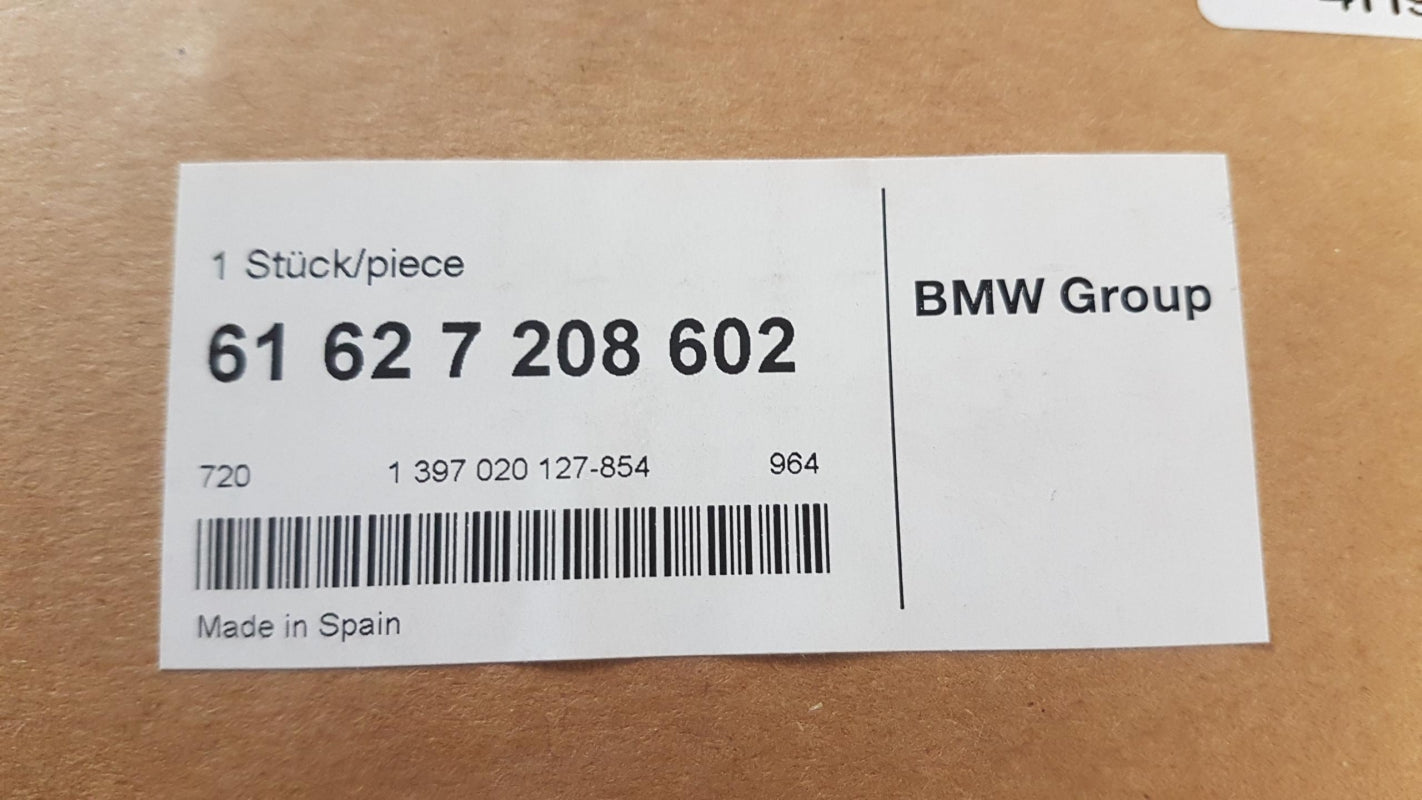 1 Stück/piece
61 62 7 208 602
720 1 397 020 127-854 964
Made in Spain
BMW Group